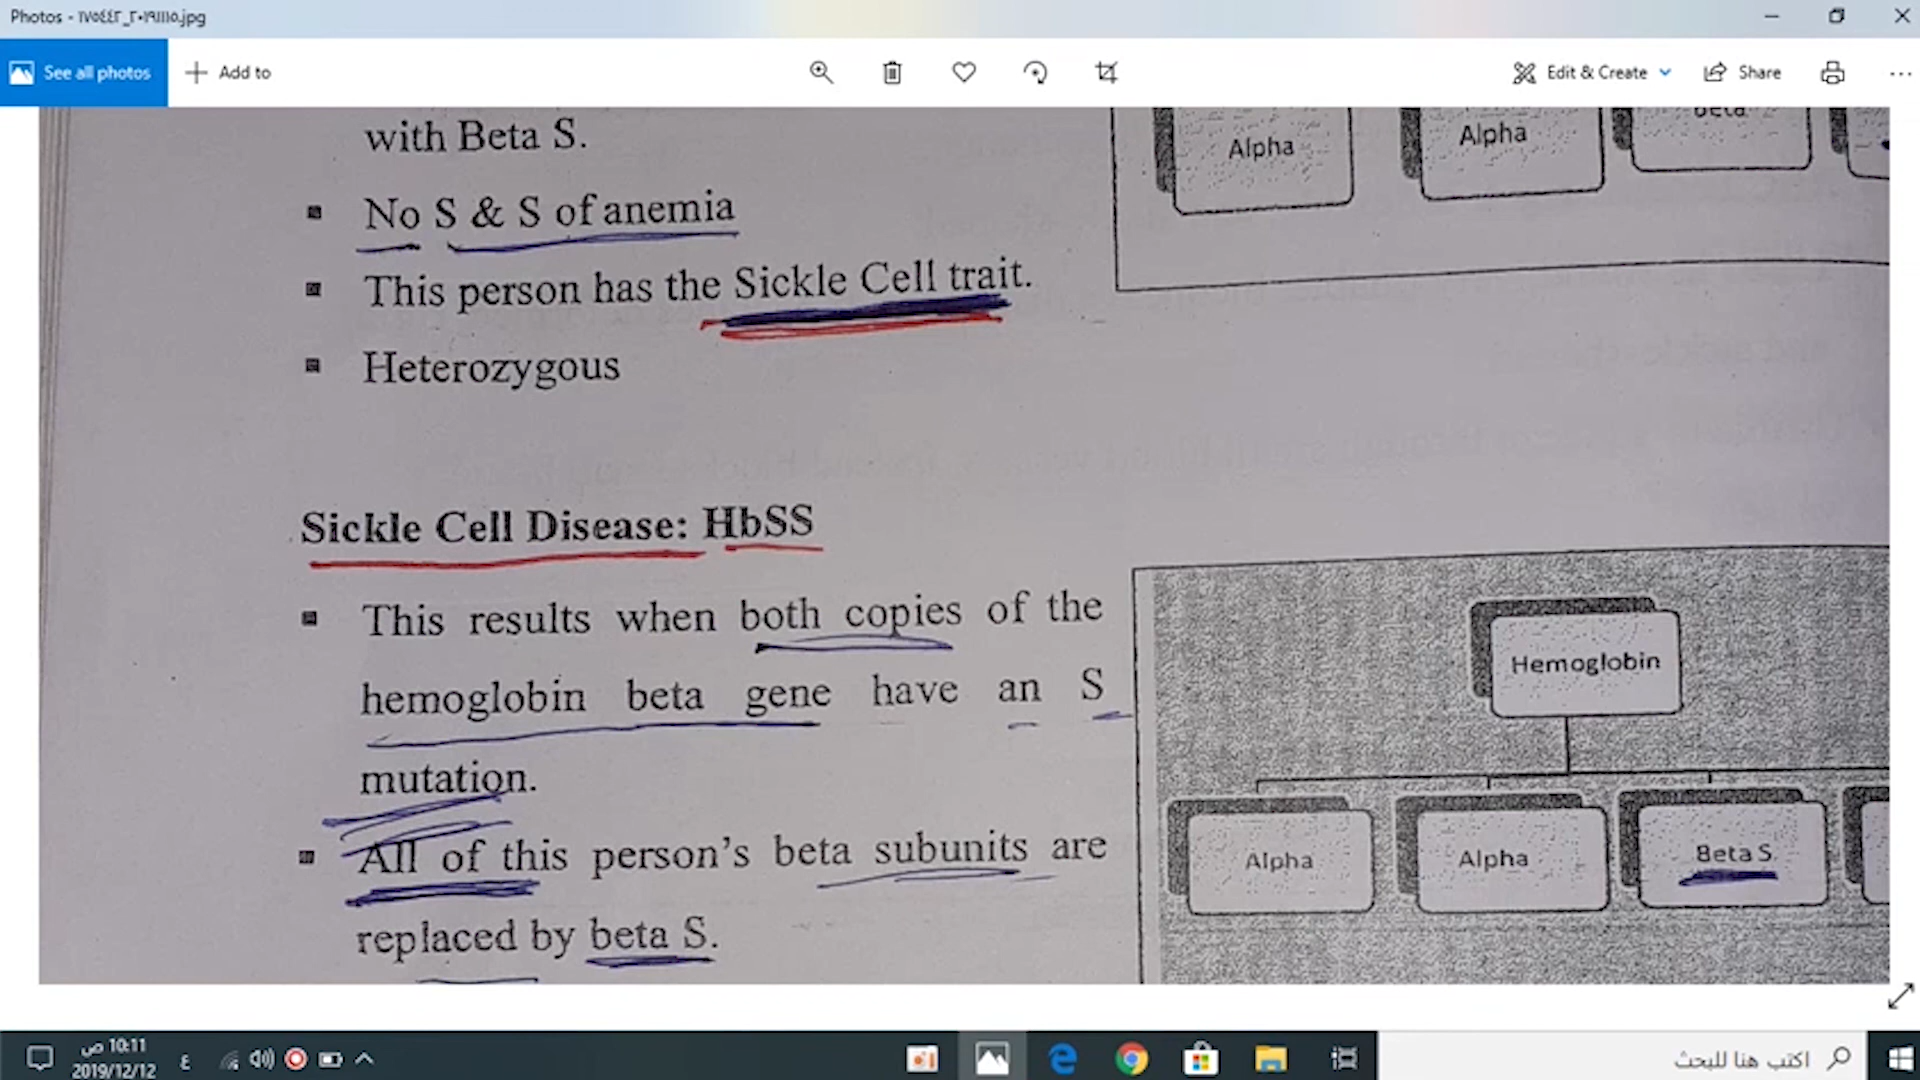 Photos - ٢٠١٩١١١٥_١٧٥٤٤٢.jpg
See all photos
Add to
Edit & Create
Share
with Beta S.
No S & S of anemia
This person has the Sickle Cell trait.
Heterozygous
Alpha
Alpha
Beta
Sickle Cell Disease: HbSS
This results when both copies of the
hemoglobin beta gene have an S
mutation.
All of this person's beta subunits are
replaced by beta S.
Hemoglobin
Alpha
Alpha
Beta S
10:11 ص
2019/12/12
ع
اكتب هنا للبحث